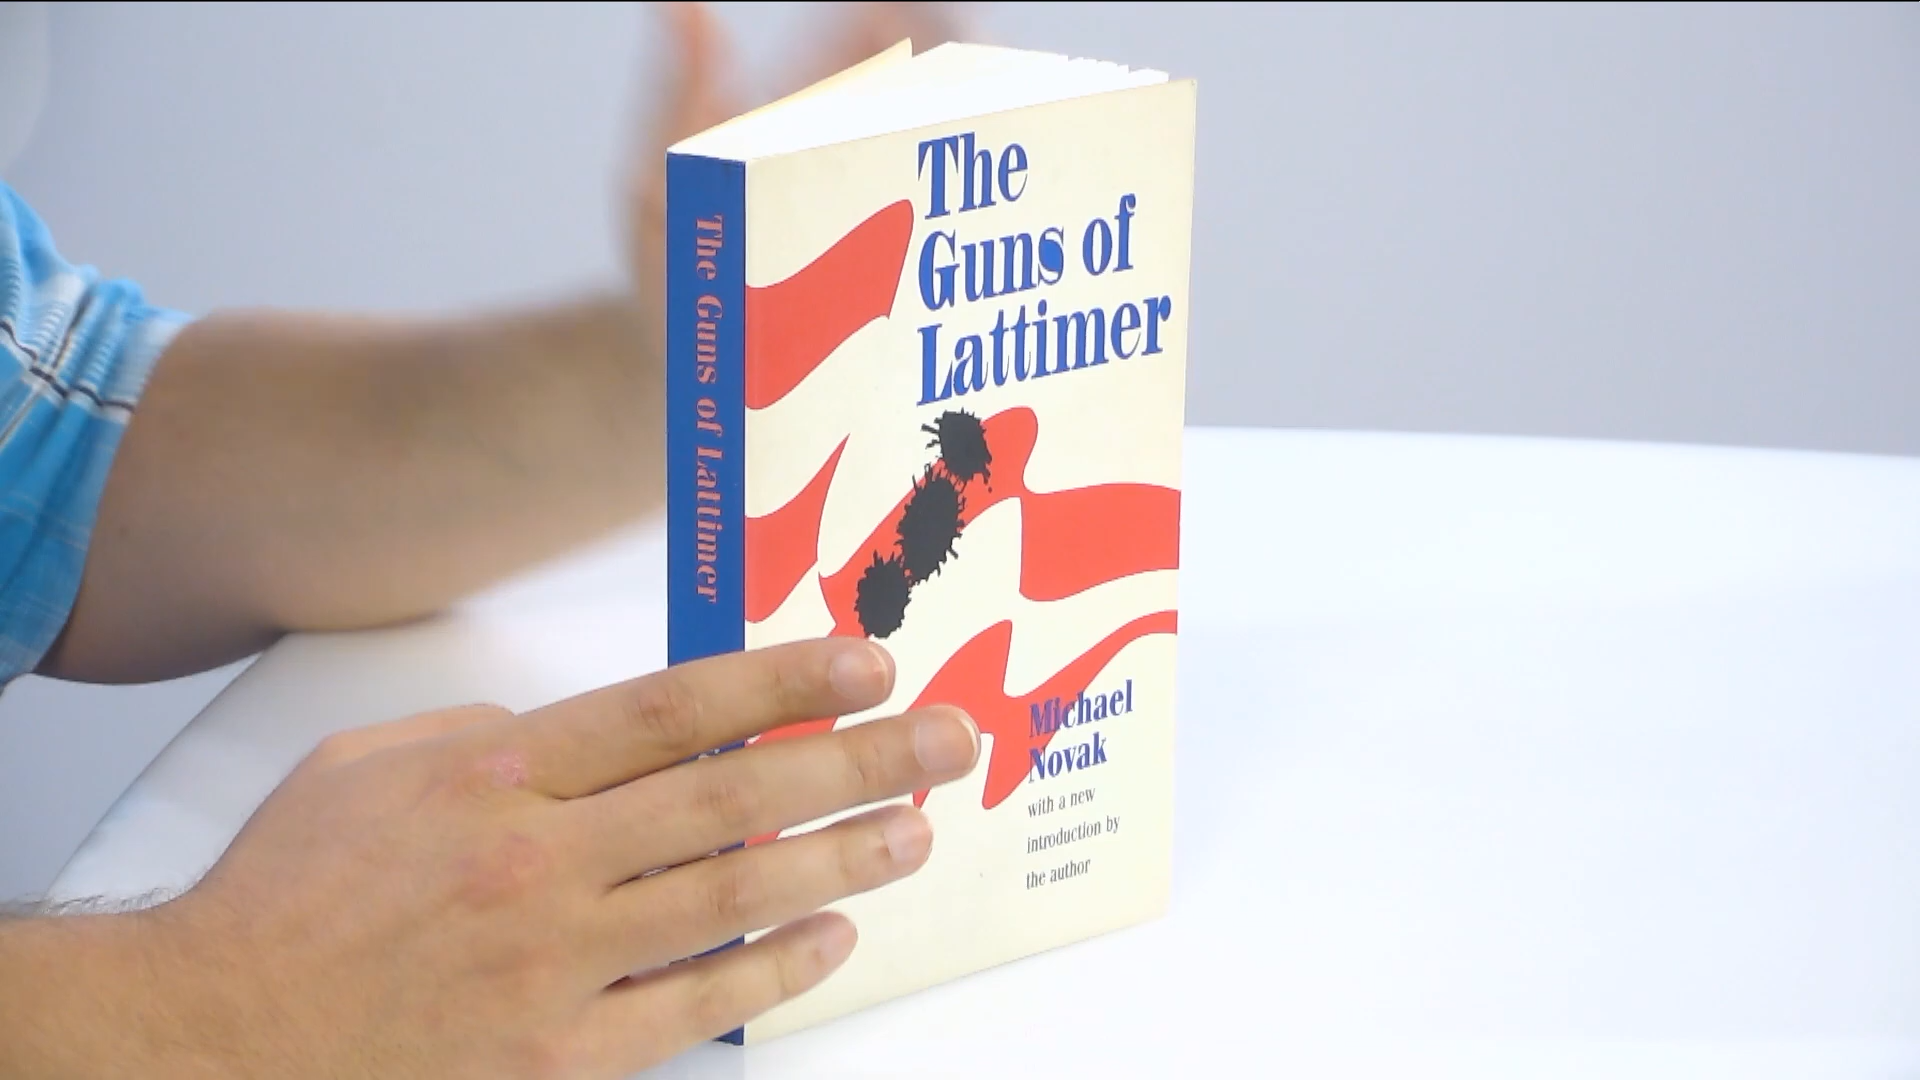 The Guns of Lattimer
The
Guns of
Lattimer
Michael
Novak
with a new
introduction by
the author